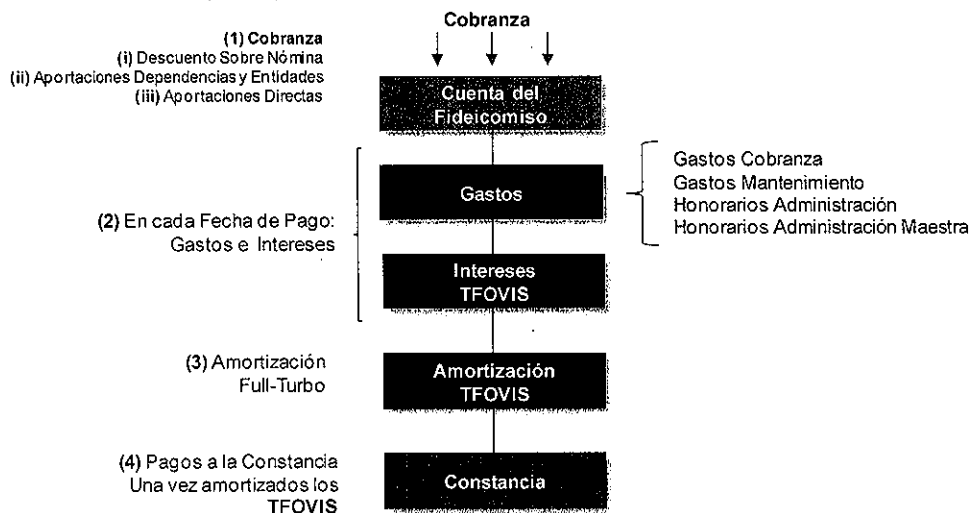 Cobranza
(1) Cobranza
(i) Descuento Sobre Nómina
(ii) Aportaciones Dependencias y Entidades
(iii) Aportaciones Directas
Cuenta del
Fideicomiso
Gastos
Gastos Cobranza
Gastos Mantenimiento
Honorarios Administración
Honorarios Administración Maestra
(2) En cada Fecha de Pago:
Gastos e Intereses
Intereses
TFOVIS
(3) Amortización
Full-Turbo
Amortización
TFOVIS
(4) Pagos a la Constancia
Una vez amortizados los
TFOVIS
Constancia